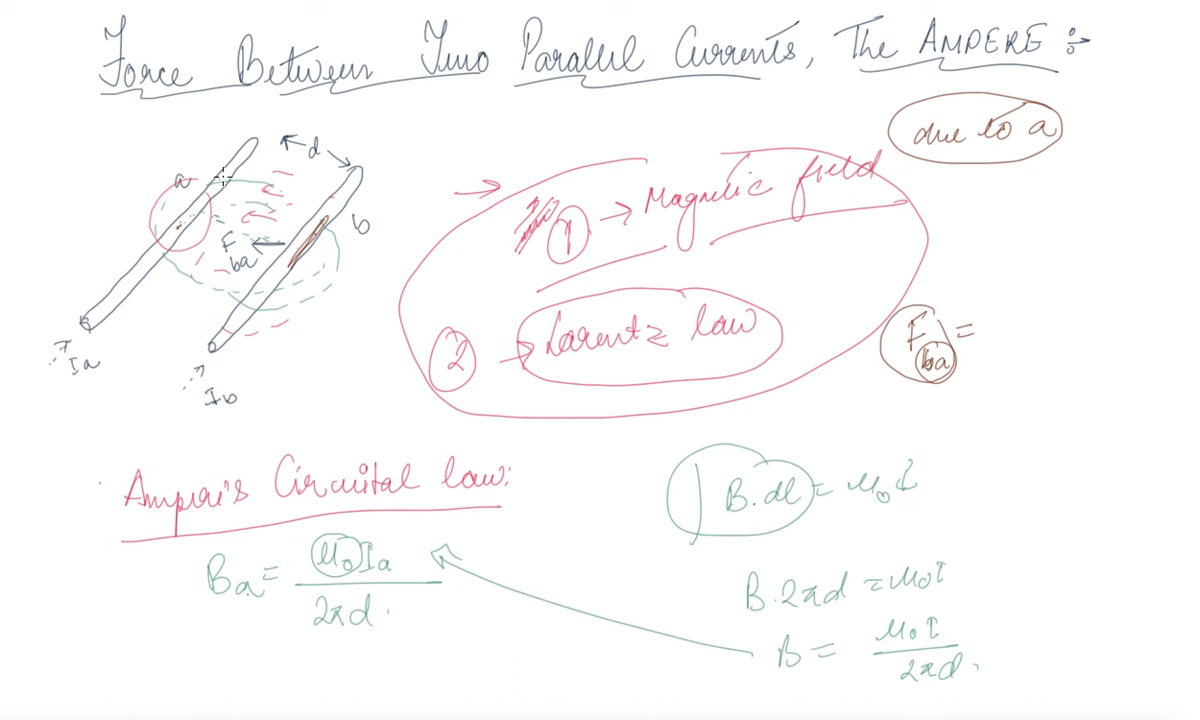 Force Between Two Parallel Currents, The AMPERE :-
due to a
d
a
b
F
ba
Ia
Ib
① → Magnetic field
② → Lorentz law
F ba =
Amper's Circuital law:
∫ B.dl = μ₀i
Ba = μ₀Ia / 2πd.
B.2πd = μ₀I
B = μ₀I / 2πd.